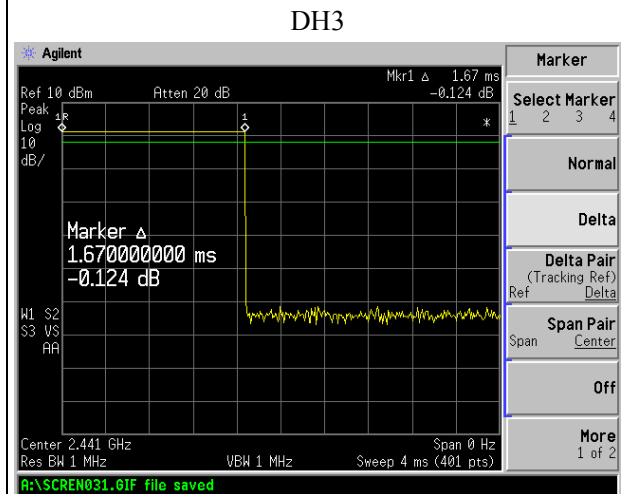 DH3
Agilent
Mkr1 Δ 1.67 ms
Ref 10 dBm Atten 20 dB -0.124 dB
Peak
Log
10
dB/
1R
1
*
Marker Δ
1.670000000 ms
-0.124 dB
W1 S2
S3 VS
AA
Center 2.441 GHz Span 0 Hz
Res BW 1 MHz VBW 1 MHz Sweep 4 ms (401 pts)
A:\SCREN031.GIF file saved
Marker
Select Marker
1 2 3 4
Normal
Delta
Delta Pair
(Tracking Ref)
Ref Delta
Span Pair
Span Center
Off
More
1 of 2